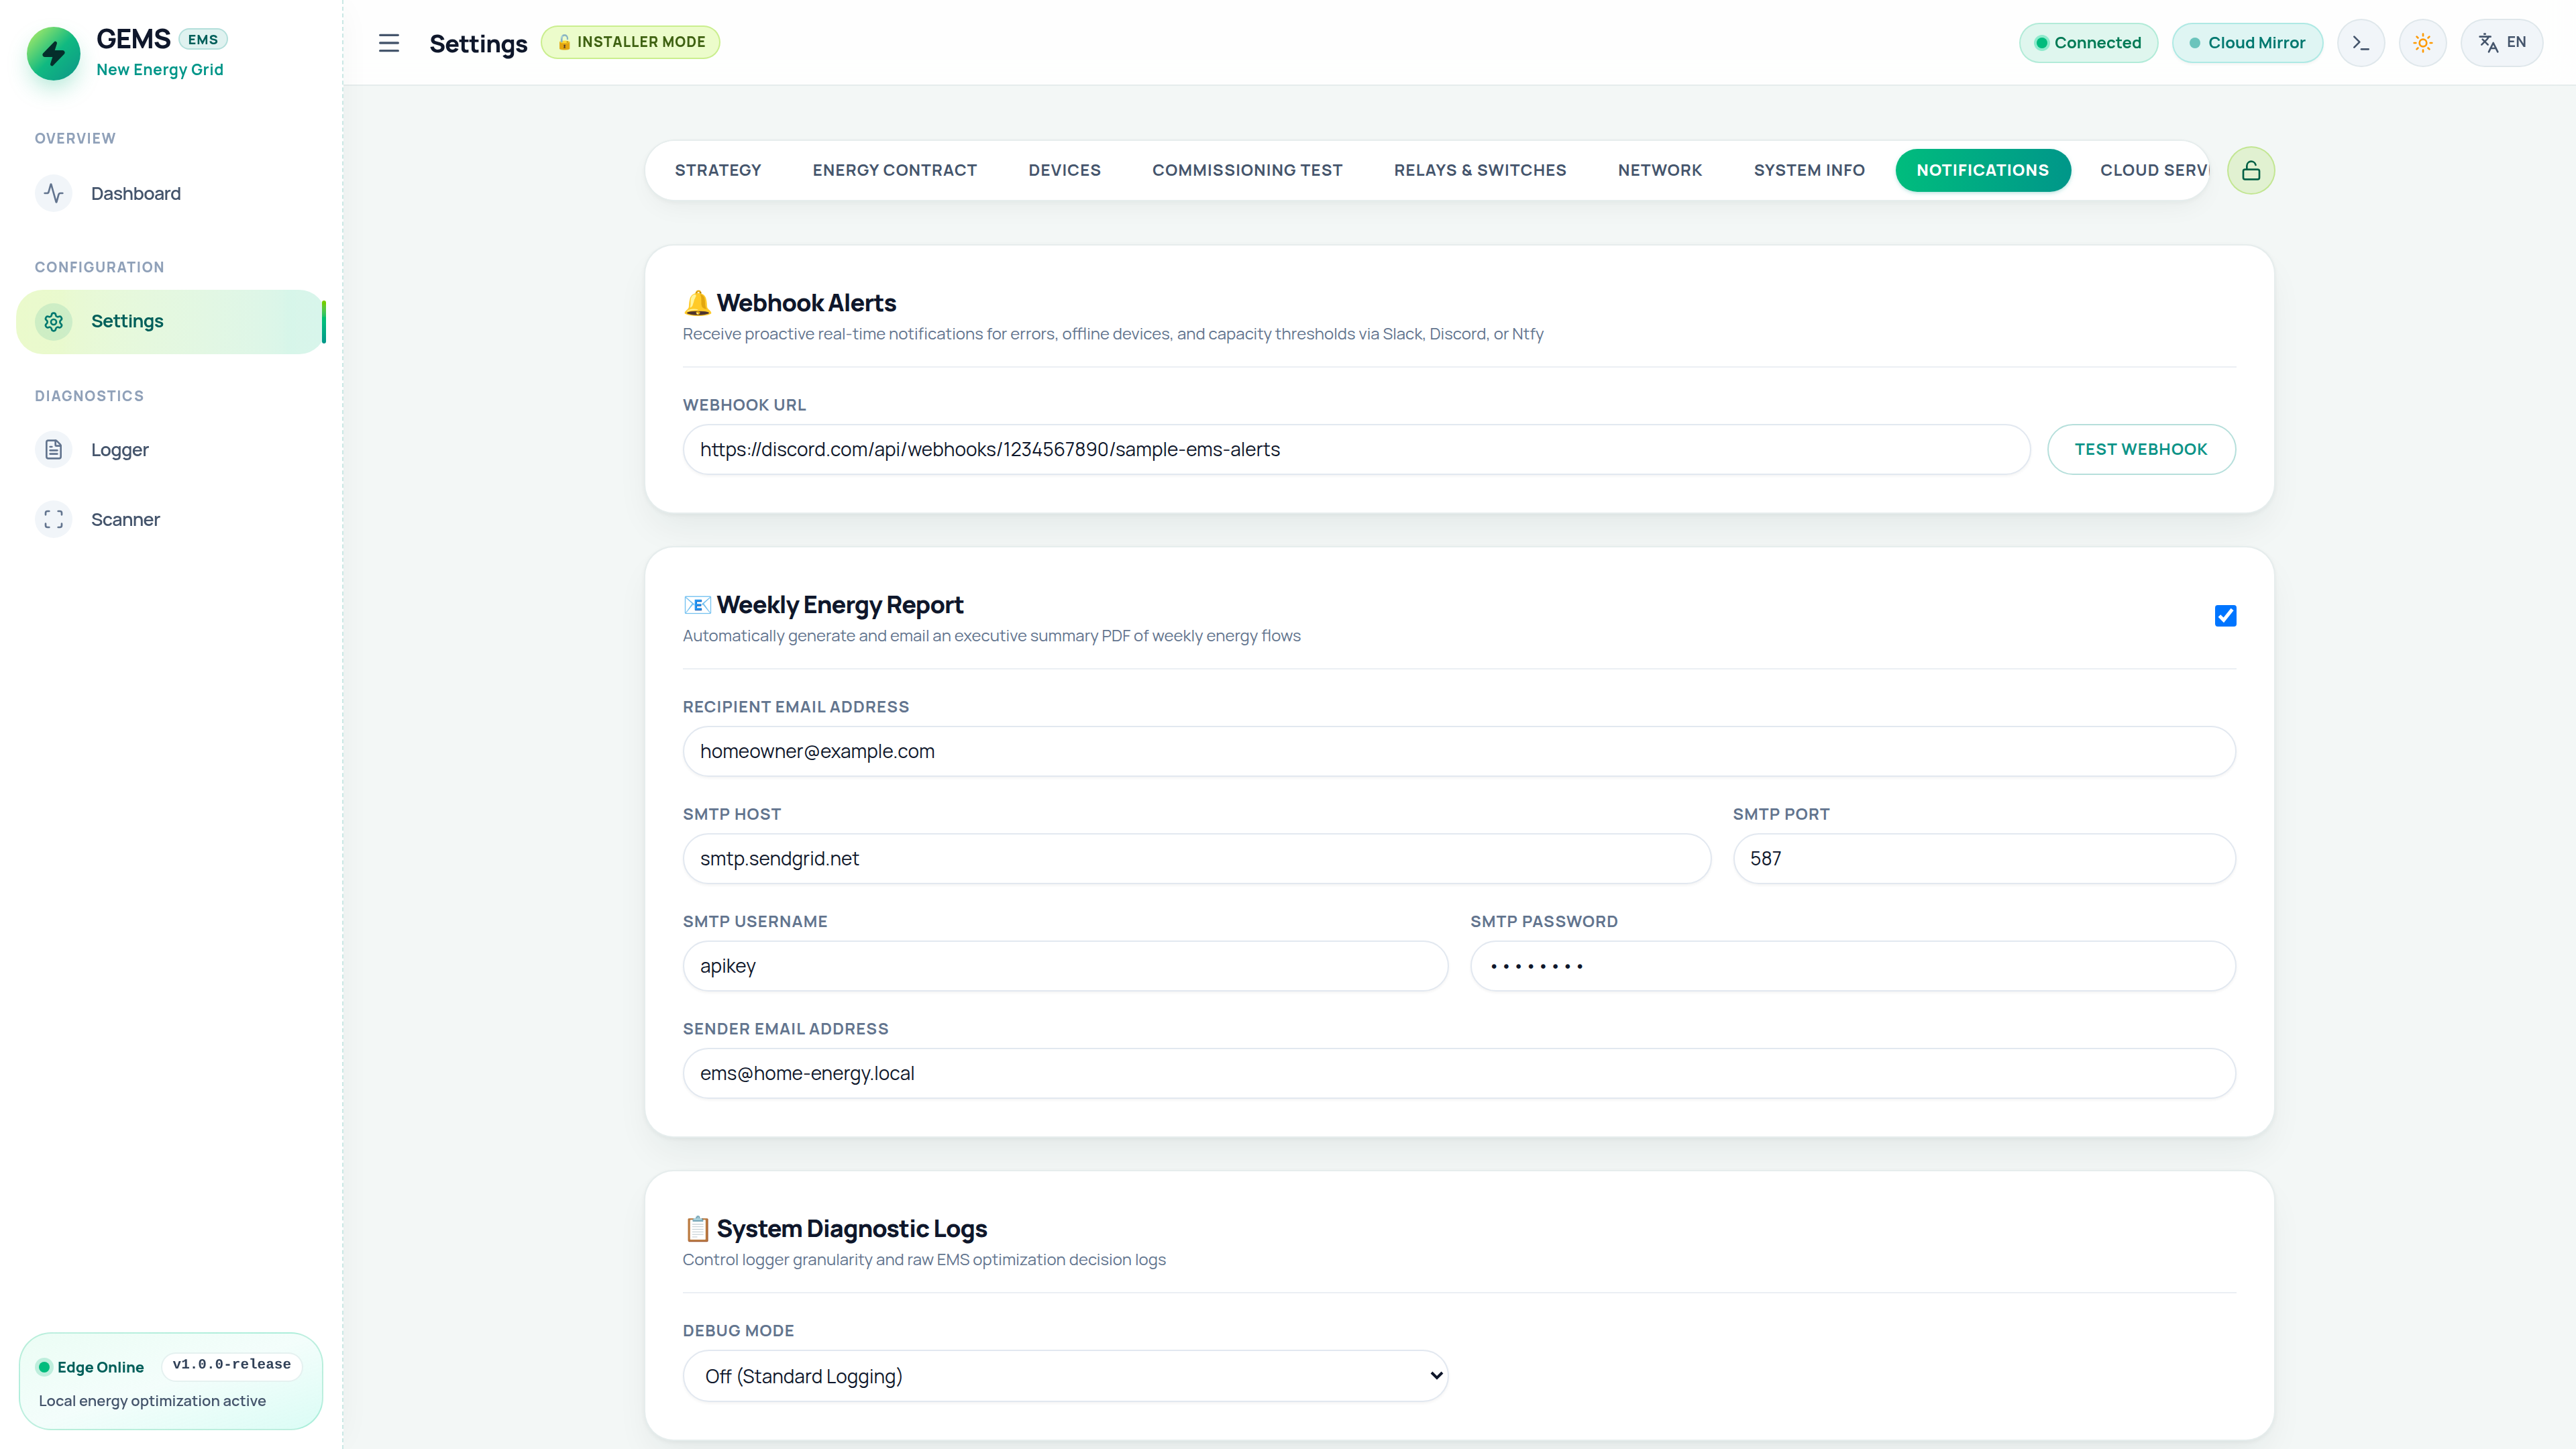 GEMS EMS
New Energy Grid
OVERVIEW
Dashboard
CONFIGURATION
Settings
DIAGNOSTICS
Logger
Scanner
Edge Online v1.0.0-release
Local energy optimization active
Settings INSTALLER MODE
Connected Cloud Mirror EN
STRATEGY ENERGY CONTRACT DEVICES COMMISSIONING TEST RELAYS & SWITCHES NETWORK SYSTEM INFO NOTIFICATIONS CLOUD SERV
Webhook Alerts
Receive proactive real-time notifications for errors, offline devices, and capacity thresholds via Slack, Discord, or Ntfy
WEBHOOK URL
https://discord.com/api/webhooks/1234567890/sample-ems-alerts TEST WEBHOOK
Weekly Energy Report
Automatically generate and email an executive summary PDF of weekly energy flows
RECIPIENT EMAIL ADDRESS
homeowner@example.com
SMTP HOST SMTP PORT
smtp.sendgrid.net 587
SMTP USERNAME SMTP PASSWORD
apikey ••••••••
SENDER EMAIL ADDRESS
ems@home-energy.local
System Diagnostic Logs
Control logger granularity and raw EMS optimization decision logs
DEBUG MODE
Off (Standard Logging)